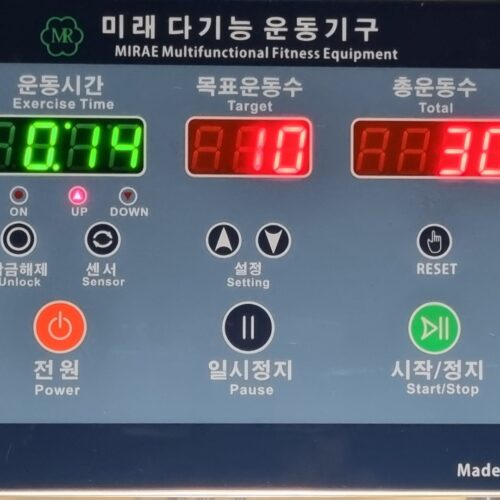 MR 미래 다기능 운동기구
MIRAE Multifunctional Fitness Equipment
운동시간 목표운동수 총운동수
Exercise Time Target Total
0.14 10 30
ON UP DOWN
센서 설정 RESET
Unlock Sensor Setting
전원 일시정지 시작/정지
Power Pause Start/Stop
Made